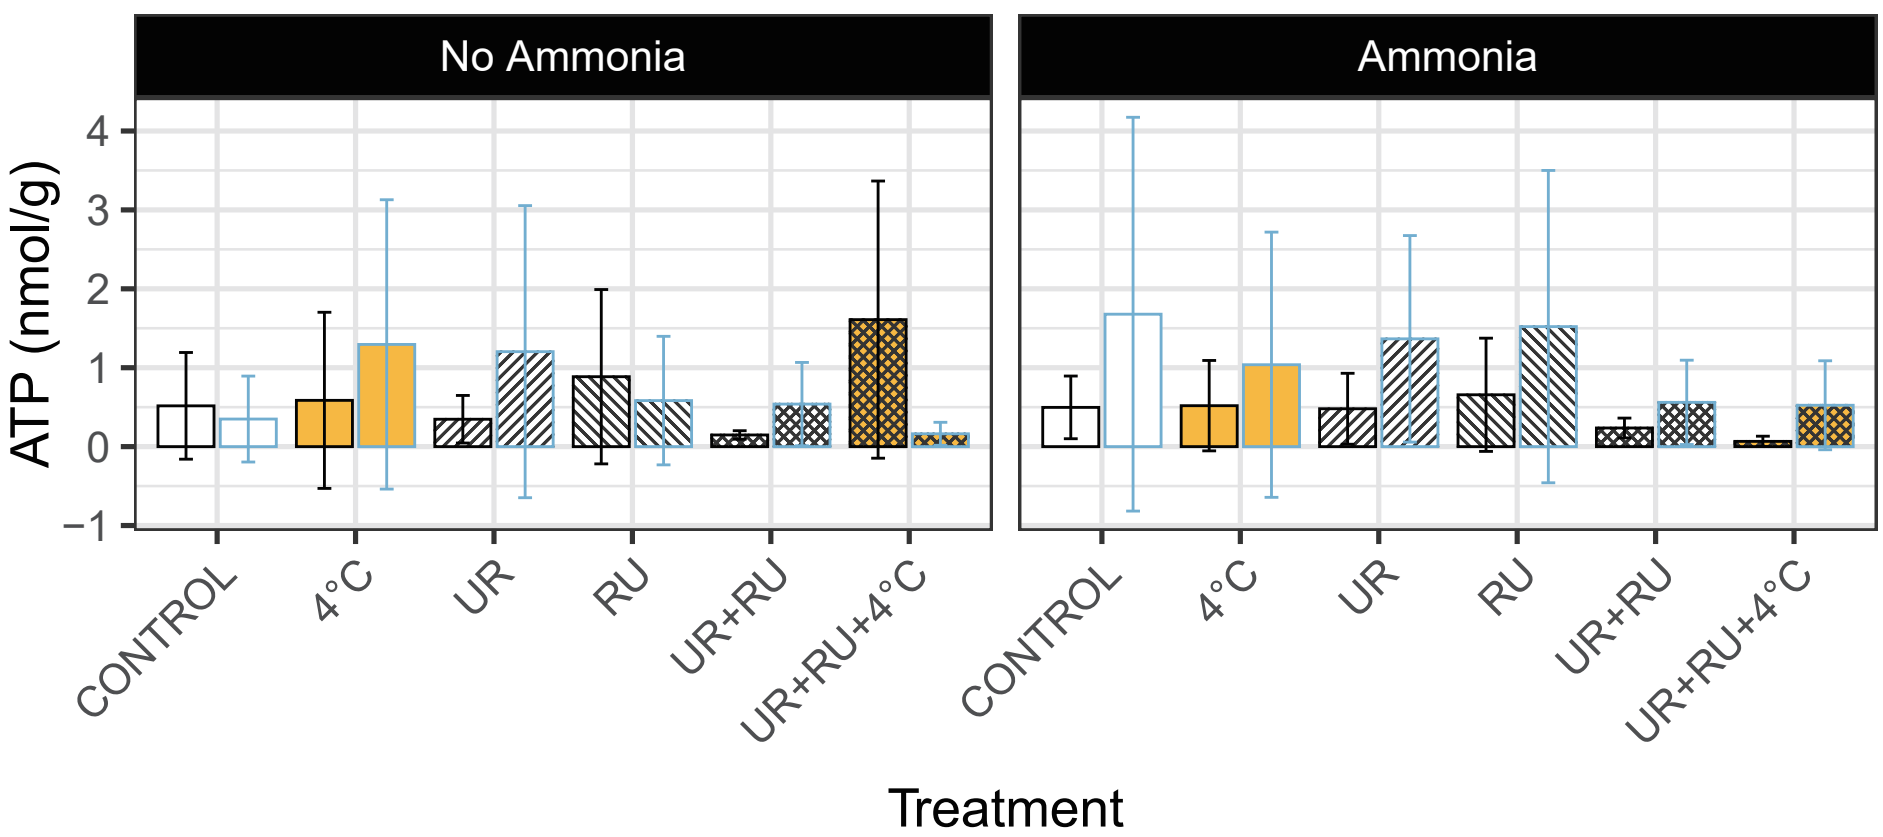 No Ammonia
Ammonia
ATP (nmol/g)
4
3
2
1
0
−1
CONTROL
4°C
UR
RU
UR+RU
UR+RU+4°C
CONTROL
4°C
UR
RU
UR+RU
UR+RU+4°C
Treatment